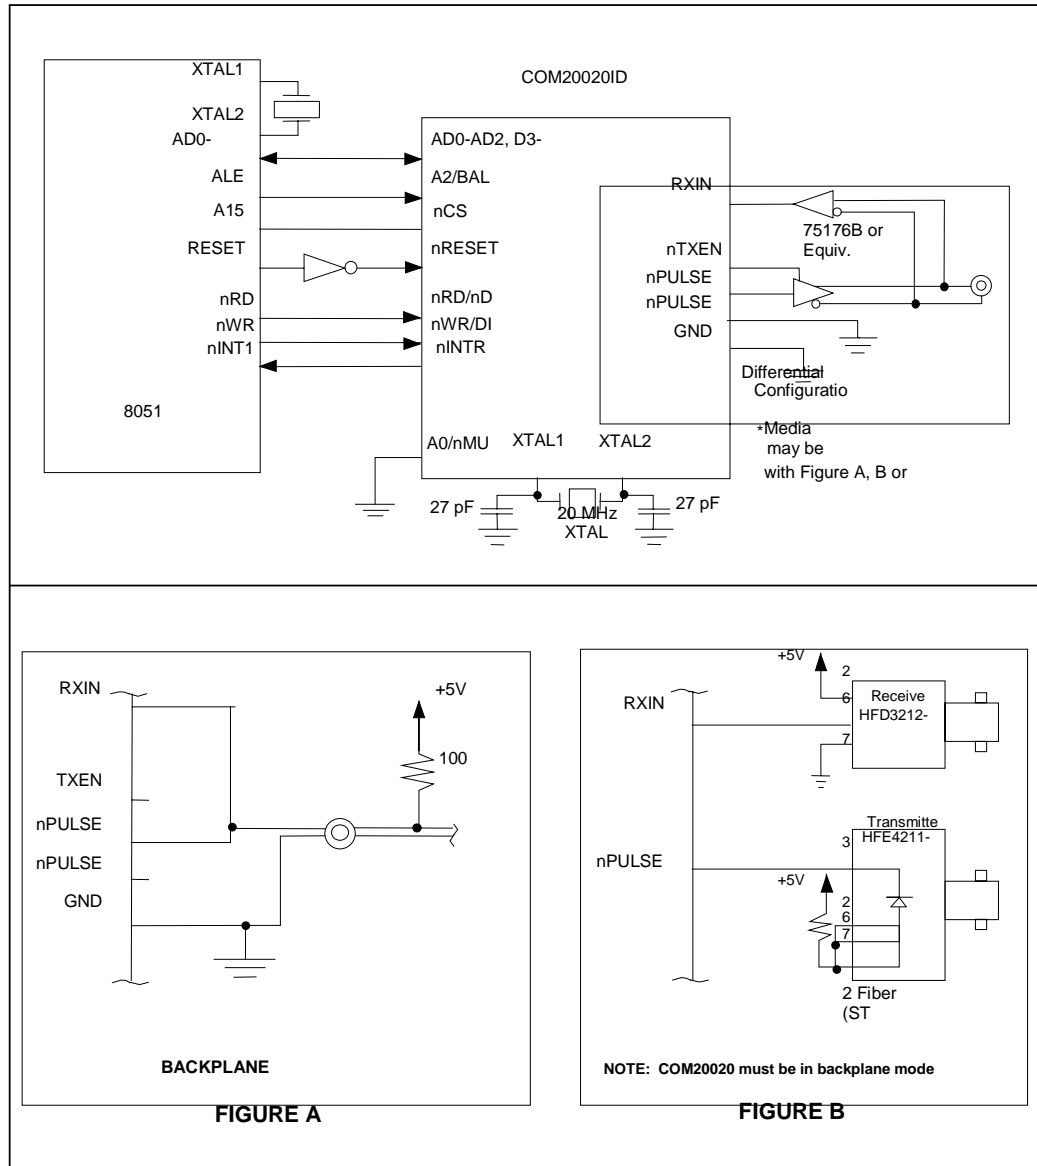 XTAL1
XTAL2
AD0-
ALE
A15
RESET
nRD
nWR
nINT1
8051
COM20020ID
AD0-AD2, D3-
A2/BAL
nCS
nRESET
nRD/nD
nWR/DI
nINTR
A0/nMU
XTAL1
XTAL2
RXIN
nTXEN
nPULSE
nPULSE
GND
75176B or
Equiv.
Differential
Configuratio
*Media
may be
with Figure A, B or
27 pF
20 MHz
XTAL
27 pF
RXIN
TXEN
nPULSE
nPULSE
GND
+5V
100
BACKPLANE
FIGURE A
RXIN
nPULSE
+5V
2
6
7
Receive
HFD3212-
Transmitte
HFE4211-
3
+5V
2
6
7
2 Fiber
(ST
NOTE: COM20020 must be in backplane mode
FIGURE B